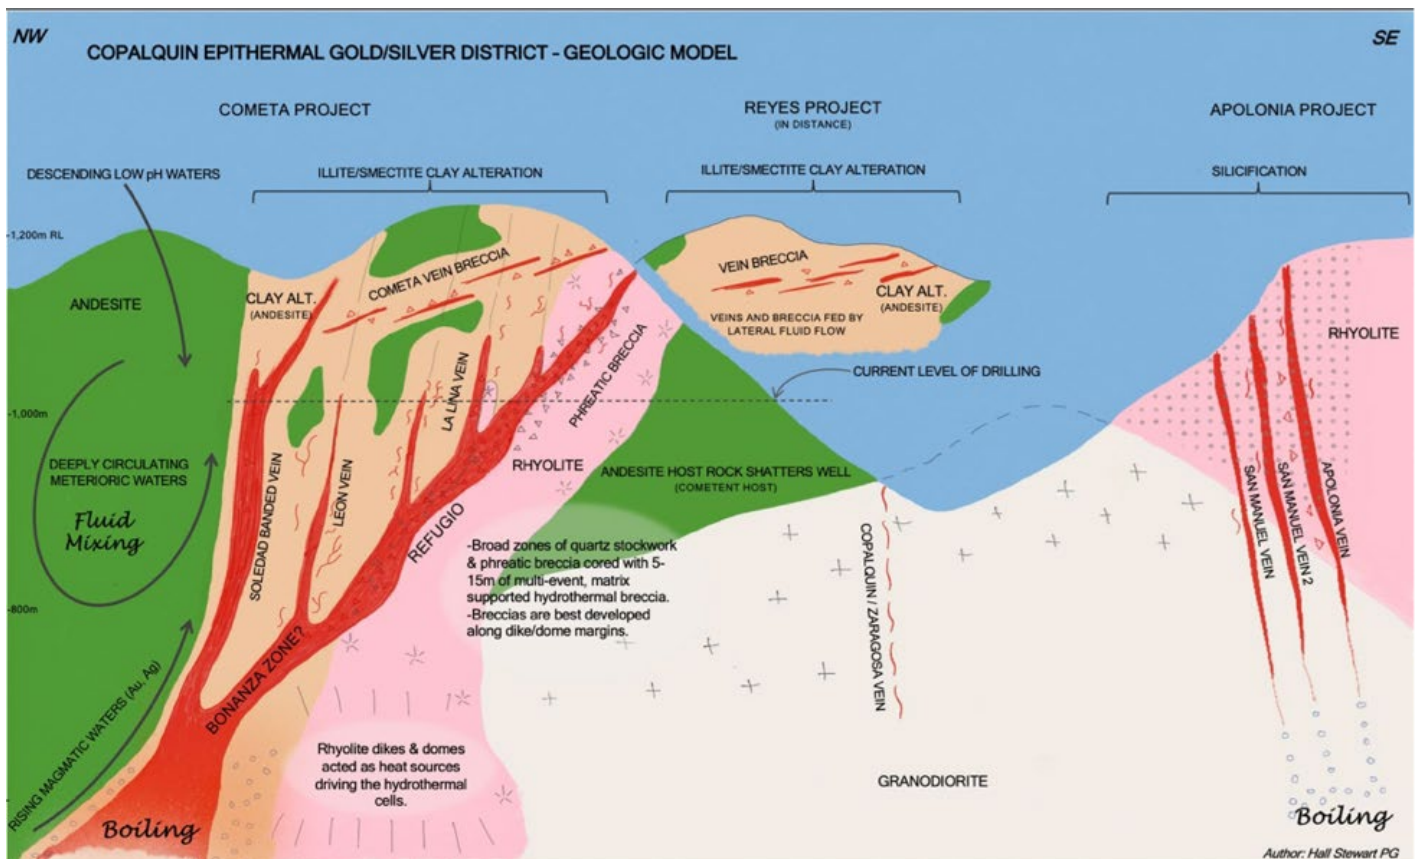 NW
SE
COPALQUIN EPITHERMAL GOLD/SILVER DISTRICT - GEOLOGIC MODEL
COMETA PROJECT
REYES PROJECT
(IN DISTANCE)
APOLONIA PROJECT
DESCENDING LOW pH WATERS
ILLITE/SMECTITE CLAY ALTERATION
ILLITE/SMECTITE CLAY ALTERATION
SILICIFICATION
-1,200m RL
ANDESITE
CLAY ALT.
(ANDESITE)
COMETA VEIN BRECCIA
VEIN BRECCIA
CLAY ALT.
(ANDESITE)
VEINS AND BRECCIA FED BY
LATERAL FLUID FLOW
RHYOLITE
CURRENT LEVEL OF DRILLING
-1,000m
LA LINA VEIN
PHREATIC BRECCIA
DEEPLY CIRCULATING
METERIORIC WATERS
Fluid
Mixing
SOLEDAD BANDED VEIN
LEON VEIN
REFUGIO
RHYOLITE
ANDESITE HOST ROCK SHATTERS WELL
(COMETENT HOST)
-Broad zones of quartz stockwork
& phreatic breccia cored with 5-
15m of multi-event, matrix
supported hydrothermal breccia.
-Breccias are best developed
along dike/dome margins.
COPALQUIN / ZARAGOSA VEIN
SAN MANUEL VEIN
SAN MANUEL VEIN 2
APOLONIA VEIN
-800m
BONANZA ZONE?
RISING MAGMATIC WATERS (Au, Ag)
Rhyolite dikes & domes
acted as heat sources
driving the hydrothermal
cells.
GRANODIORITE
Boiling
Boiling
Author: Hall Stewart PG